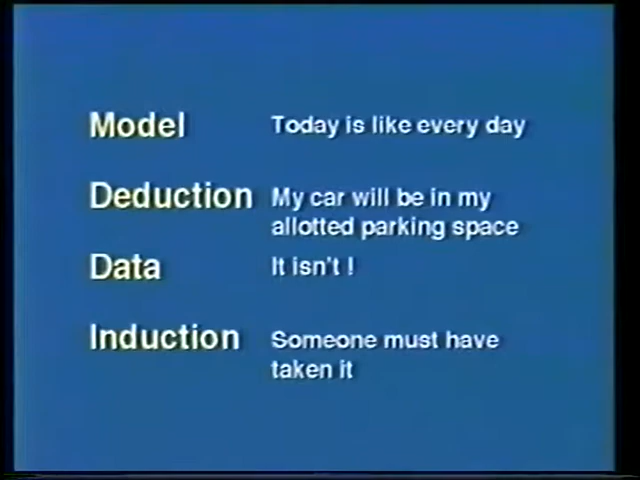 Model Today is like every day
Deduction My car will be in my
allotted parking space
Data It isn't !
Induction Someone must have
taken it